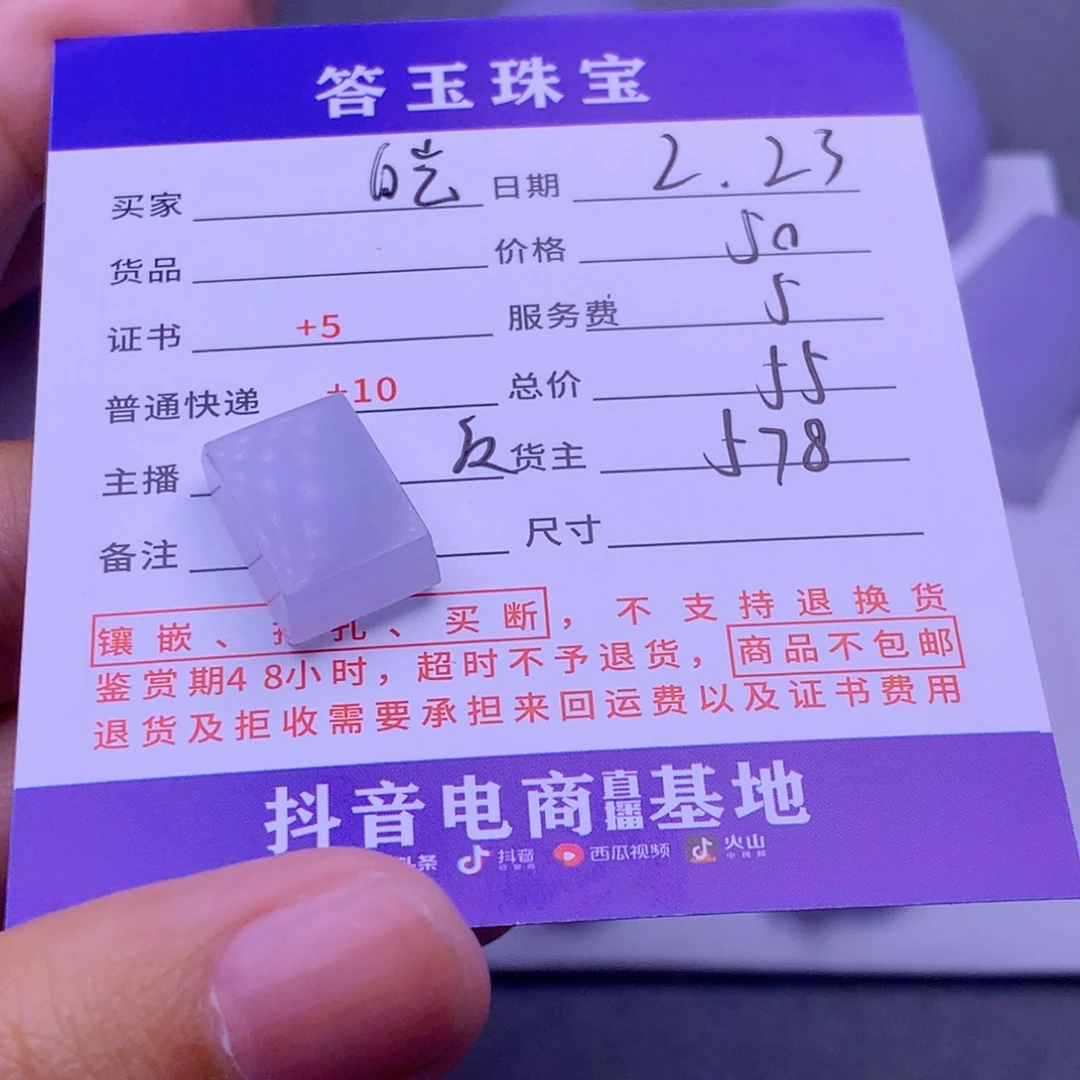 答玉珠宝
买家 日期 2.23
货品 价格 50
证书 +5 服务费 5
普通快递 +10 总价 55
主播 货主 578
备注 尺寸
镶嵌、打孔、买断,不支持退换货
鉴赏期48小时,超时不予退货,商品不包邮
退货及拒收需要承担来回运费以及证书费用
抖音电商直播基地
头条 抖音 西瓜视频 火山